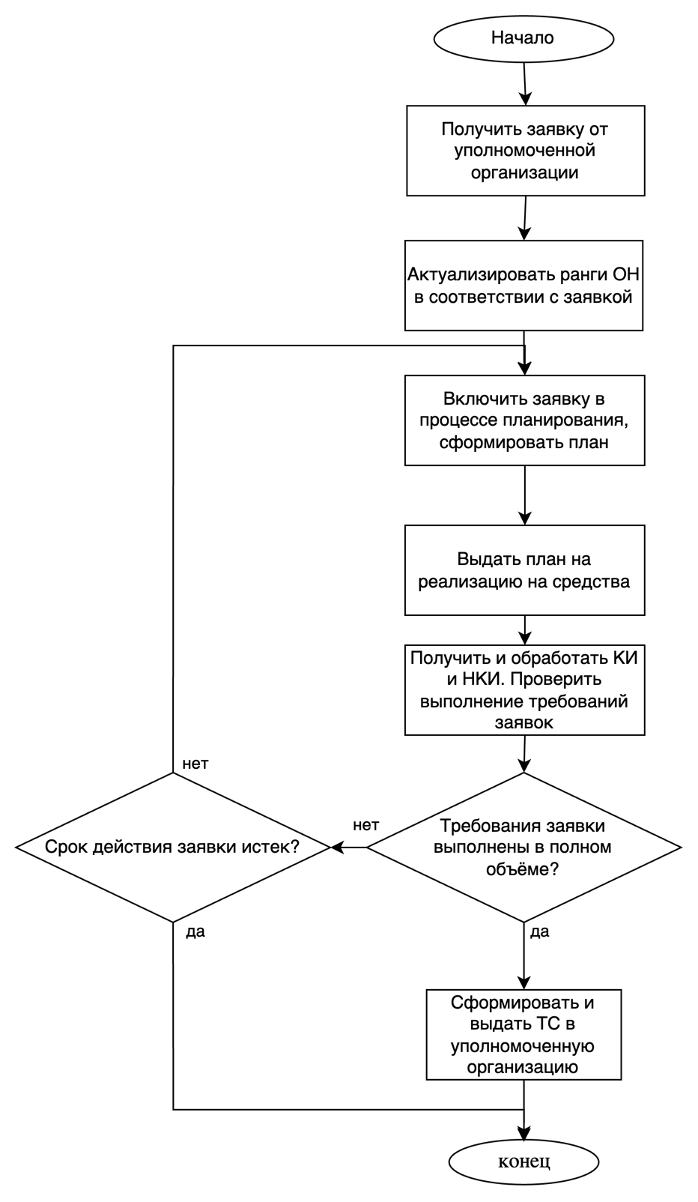 Начало
Получить заявку от
уполномоченной
организации
Актуализировать ранги ОН
в соответствии с заявкой
Включить заявку в
процессе планирования,
сформировать план
Выдать план на
реализацию на средства
Получить и обработать КИ
и НКИ. Проверить
выполнение требований
заявок
нет
Срок действия заявки истек?
да
нет
Требования заявки
выполнены в полном
объёме?
да
Сформировать и
выдать ТС в
уполномоченную
организацию
конец